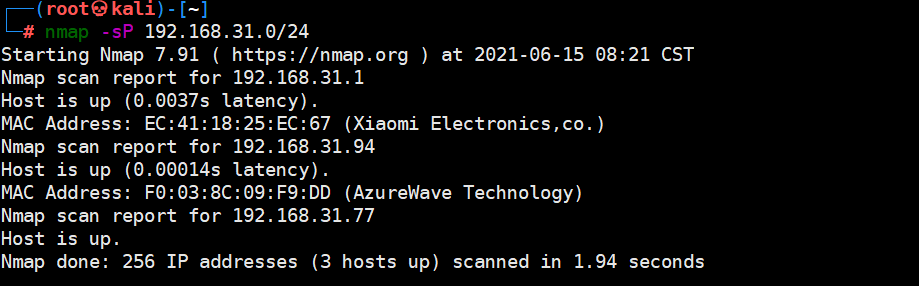 ┌──(root💀kali)-[~]
└─# nmap -sP 192.168.31.0/24
Starting Nmap 7.91 ( https://nmap.org ) at 2021-06-15 08:21 CST
Nmap scan report for 192.168.31.1
Host is up (0.0037s latency).
MAC Address: EC:41:18:25:EC:67 (Xiaomi Electronics,co.)
Nmap scan report for 192.168.31.94
Host is up (0.00014s latency).
MAC Address: F0:03:8C:09:F9:DD (AzureWave Technology)
Nmap scan report for 192.168.31.77
Host is up.
Nmap done: 256 IP addresses (3 hosts up) scanned in 1.94 seconds